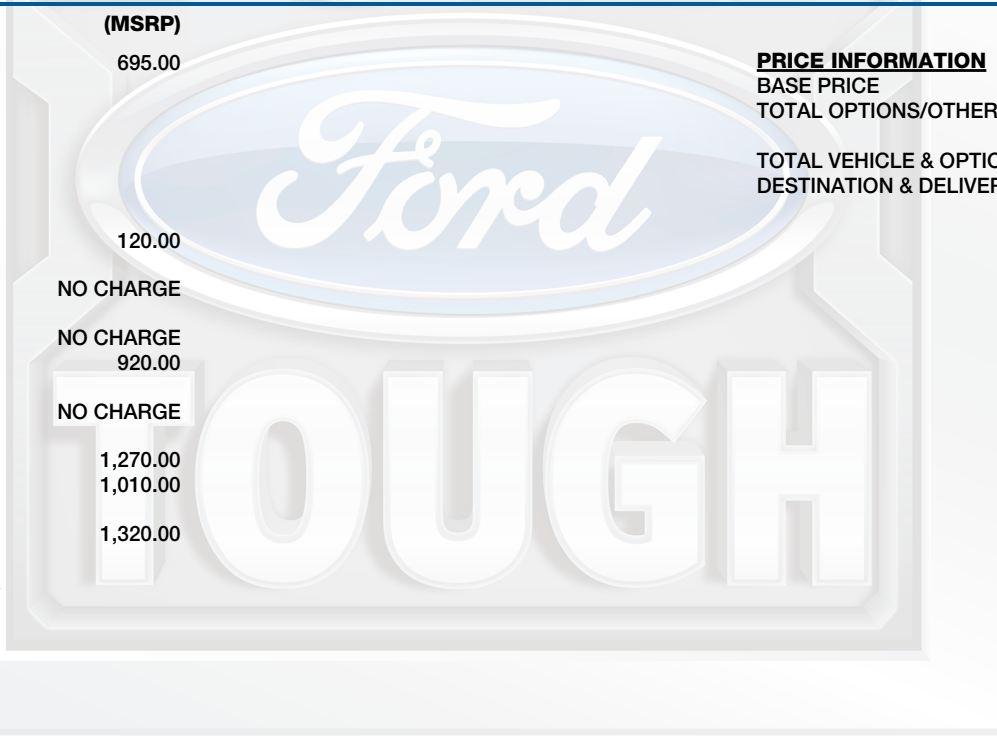 (MSRP)
695.00
120.00
NO CHARGE
NO CHARGE
920.00
NO CHARGE
1,270.00
1,010.00
1,320.00
PRICE INFORMATION
BASE PRICE
TOTAL OPTIONS/OTHER
TOTAL VEHICLE & OPTIO
DESTINATION & DELIVER
Ford
TOUGH